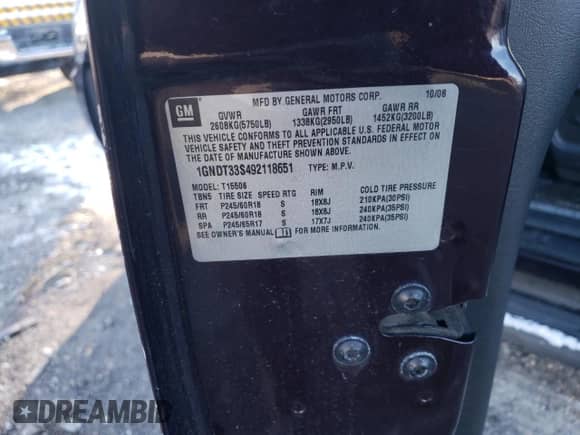 GM
MFD BY GENERAL MOTORS CORP. 10/08
GVWR GAWR FRT GAWR RR
2608KG(5750LB) 1338KG(2950LB) 1452KG(3200LB)
THIS VEHICLE CONFORMS TO ALL APPLICABLE U.S. FEDERAL MOTOR
VEHICLE SAFETY AND THEFT PREVENTION STANDARDS IN EFFECT ON
THE DATE OF MANUFACTURE SHOWN ABOVE.
1GNDT33S492118651 TYPE: M.P.V.
MODEL: T15506
TBN5 TIRE SIZE SPEED RTG RIM COLD TIRE PRESSURE
FRT P245/60R18 S 18X8J 210KPA(30PSI)
RR P245/60R18 S 18X8J 240KPA(35PSI)
SPA P245/65R17 S 17X7J 240KPA(35PSI)
SEE OWNER'S MANUAL FOR MORE INFORMATION.
DREAMBID